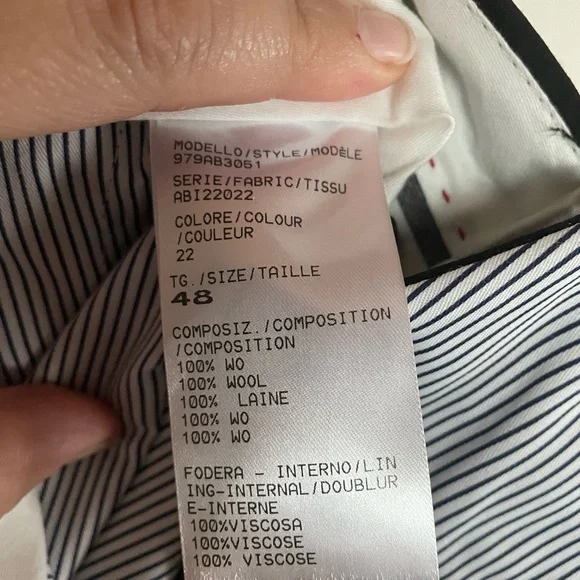 MODELLO/STYLE/MODÈLE
979AB3051
SERIE/FABRIC/TISSU
ABI22022
COLORE/COLOUR
/COULEUR
22
TG./SIZE/TAILLE
48
COMPOSIZ./COMPOSITION
/COMPOSITION
100% WO
100% WOOL
100% LAINE
100% WO
100% WO
FODERA - INTERNO/LIN
ING-INTERNAL/DOUBLUR
E-INTERNE
100%VISCOSA
100%VISCOSE
100% VISCOSE